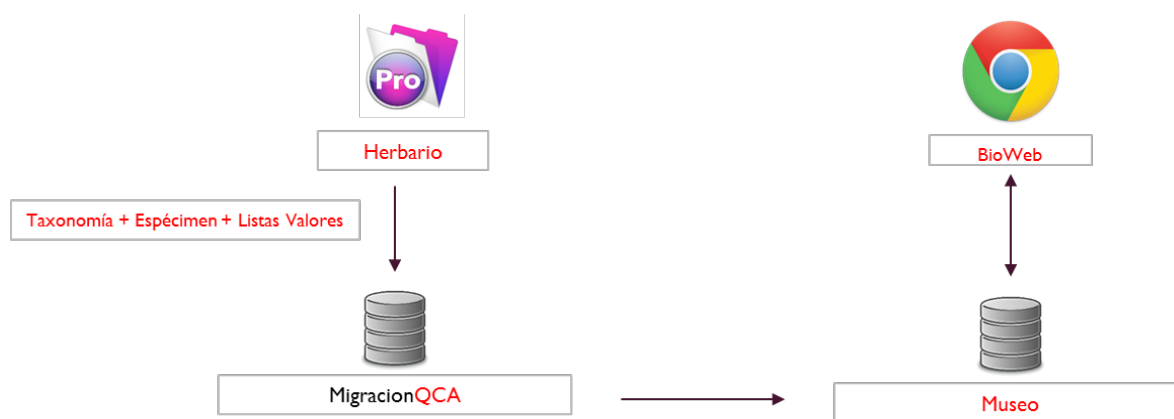 Pro
Herbario
BioWeb
Taxonomía + Espécimen + Listas Valores
MigracionQCA
Museo